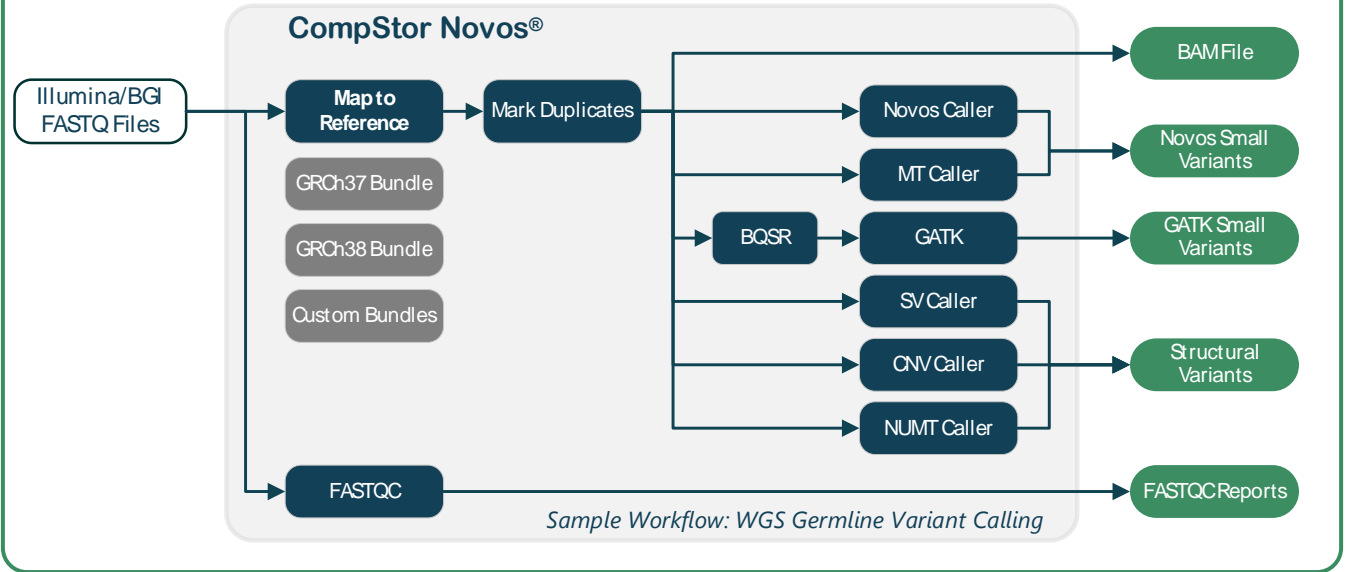 CompStor Novos®
Illumina/BGI
FASTQ Files
Map to
Reference
Mark Duplicates
GRCh37 Bundle
GRCh38 Bundle
Custom Bundles
FASTQC
Novos Caller
MT Caller
BQSR
GATK
SV Caller
CNV Caller
NUMT Caller
BAM File
Novos Small
Variants
GATK Small
Variants
Structural
Variants
FASTQC Reports
Sample Workflow: WGS Germline Variant Calling